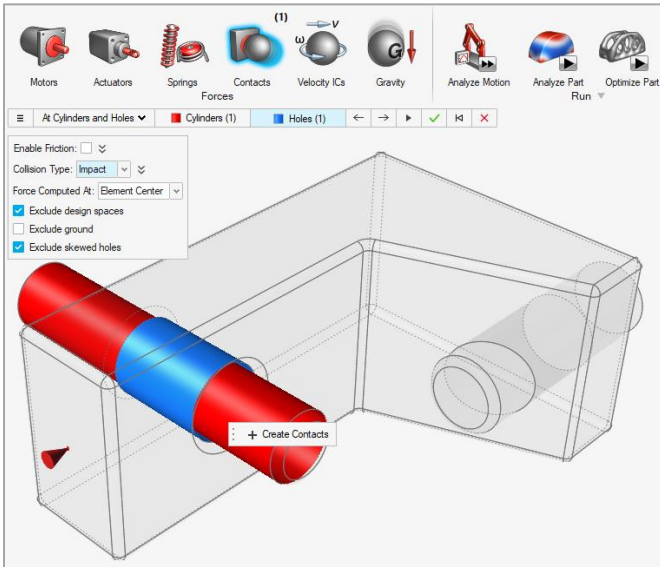 (1)
V
ω
G
Motors Actuators Springs Contacts Velocity ICs Gravity Analyze Motion Analyze Part Optimize Part
Forces Run
At Cylinders and Holes Cylinders (1) Holes (1)
Enable Friction:
Collision Type: Impact
Force Computed At: Element Center
Exclude design spaces
Exclude ground
Exclude skewed holes
+ Create Contacts